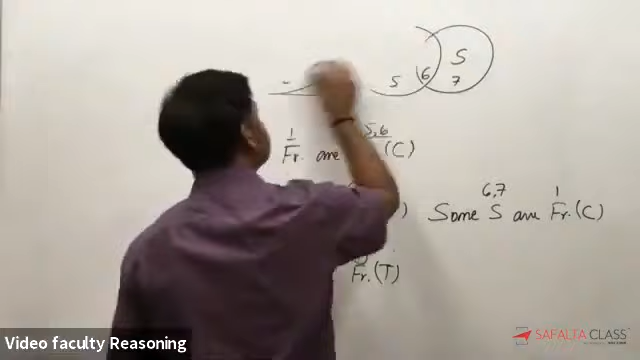 S
5 6 7
1 5,6
Fr. are (C)
6,7 1
) Some S are Fr. (C)
Fr. (T)
SAFALTA CLASS
Video faculty Reasoning